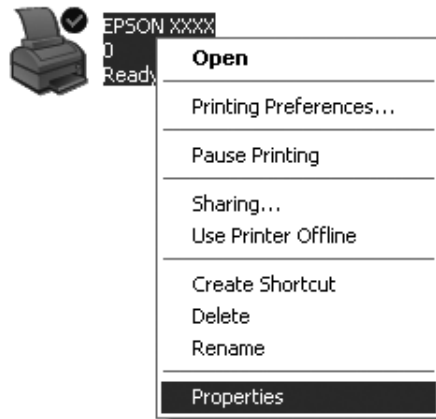 EPSON XXXX
0
Ready
Open
Printing Preferences...
Pause Printing
Sharing...
Use Printer Offline
Create Shortcut
Delete
Rename
Properties